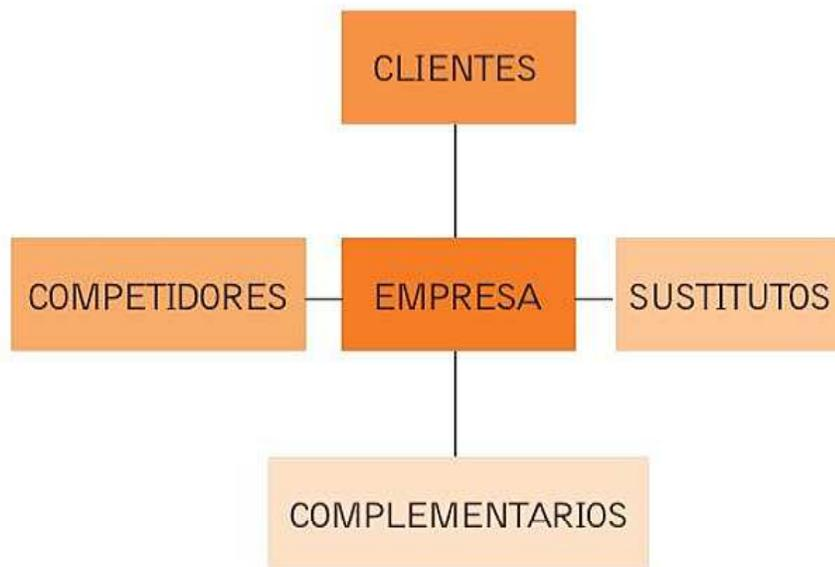 CLIENTES
COMPETIDORES
EMPRESA
SUSTITUTOS
COMPLEMENTARIOS